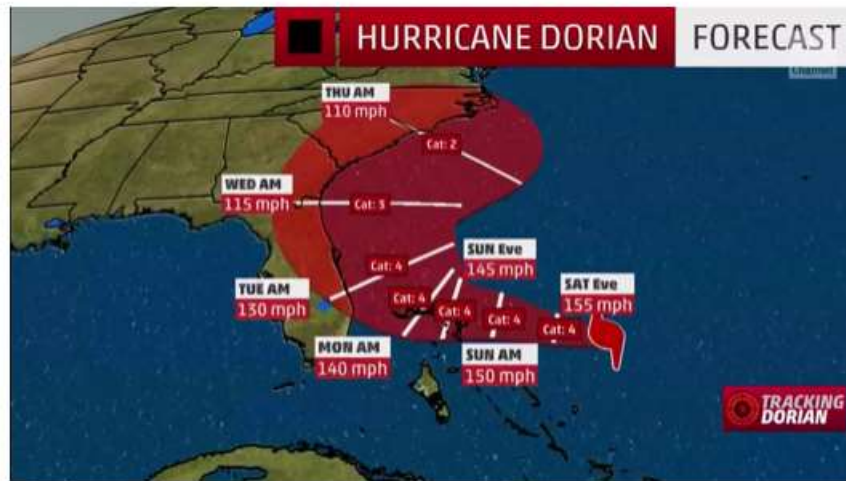 HURRICANE DORIAN
FORECAST
THU AM
110 mph
Cat: 2
WED AM
115 mph
Cat: 3
SUN Eve
145 mph
Cat: 4
SAT Eve
155 mph
TUE AM
130 mph
Cat: 4
Cat: 4
Cat: 4
Cat: 4
MON AM
140 mph
SUN AM
150 mph
TRACKING
DORIAN